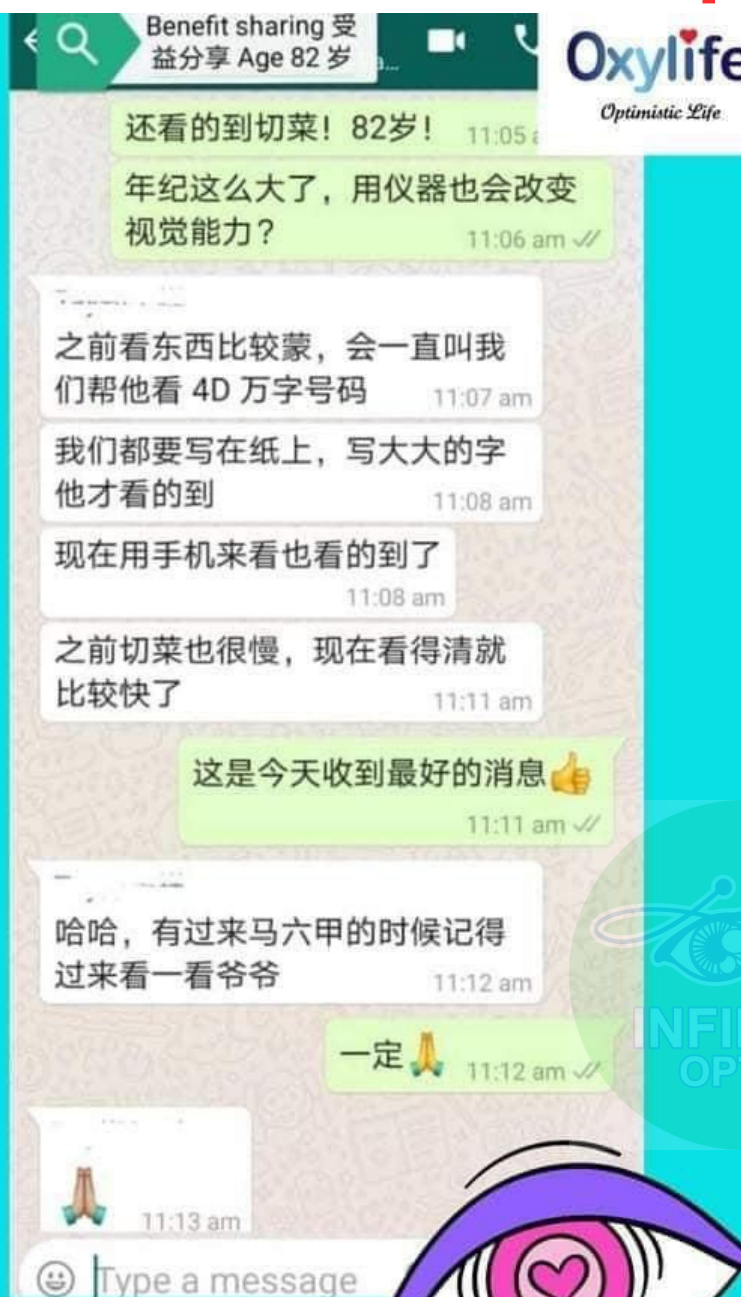 Benefit sharing 受
益分享 Age 82 岁
Oxylife
Optimistic Life
还看的到切菜！82岁！
11:05
年纪这么大了，用仪器也会改变
视觉能力？
11:06 am
之前看东西比较蒙，会一直叫我
们帮他看 4D 万字号码
11:07 am
我们都要写在纸上，写大大的字
他才看的到
11:08 am
现在用手机来看也看的到了
11:08 am
之前切菜也很慢，现在看得清就
比较快了
11:11 am
这是今天收到最好的消息👍
11:11 am
哈哈，有过来马六甲的时候记得
过来看一看爷爷
11:12 am
一定🙏
11:12 am
🙏
11:13 am
Type a message